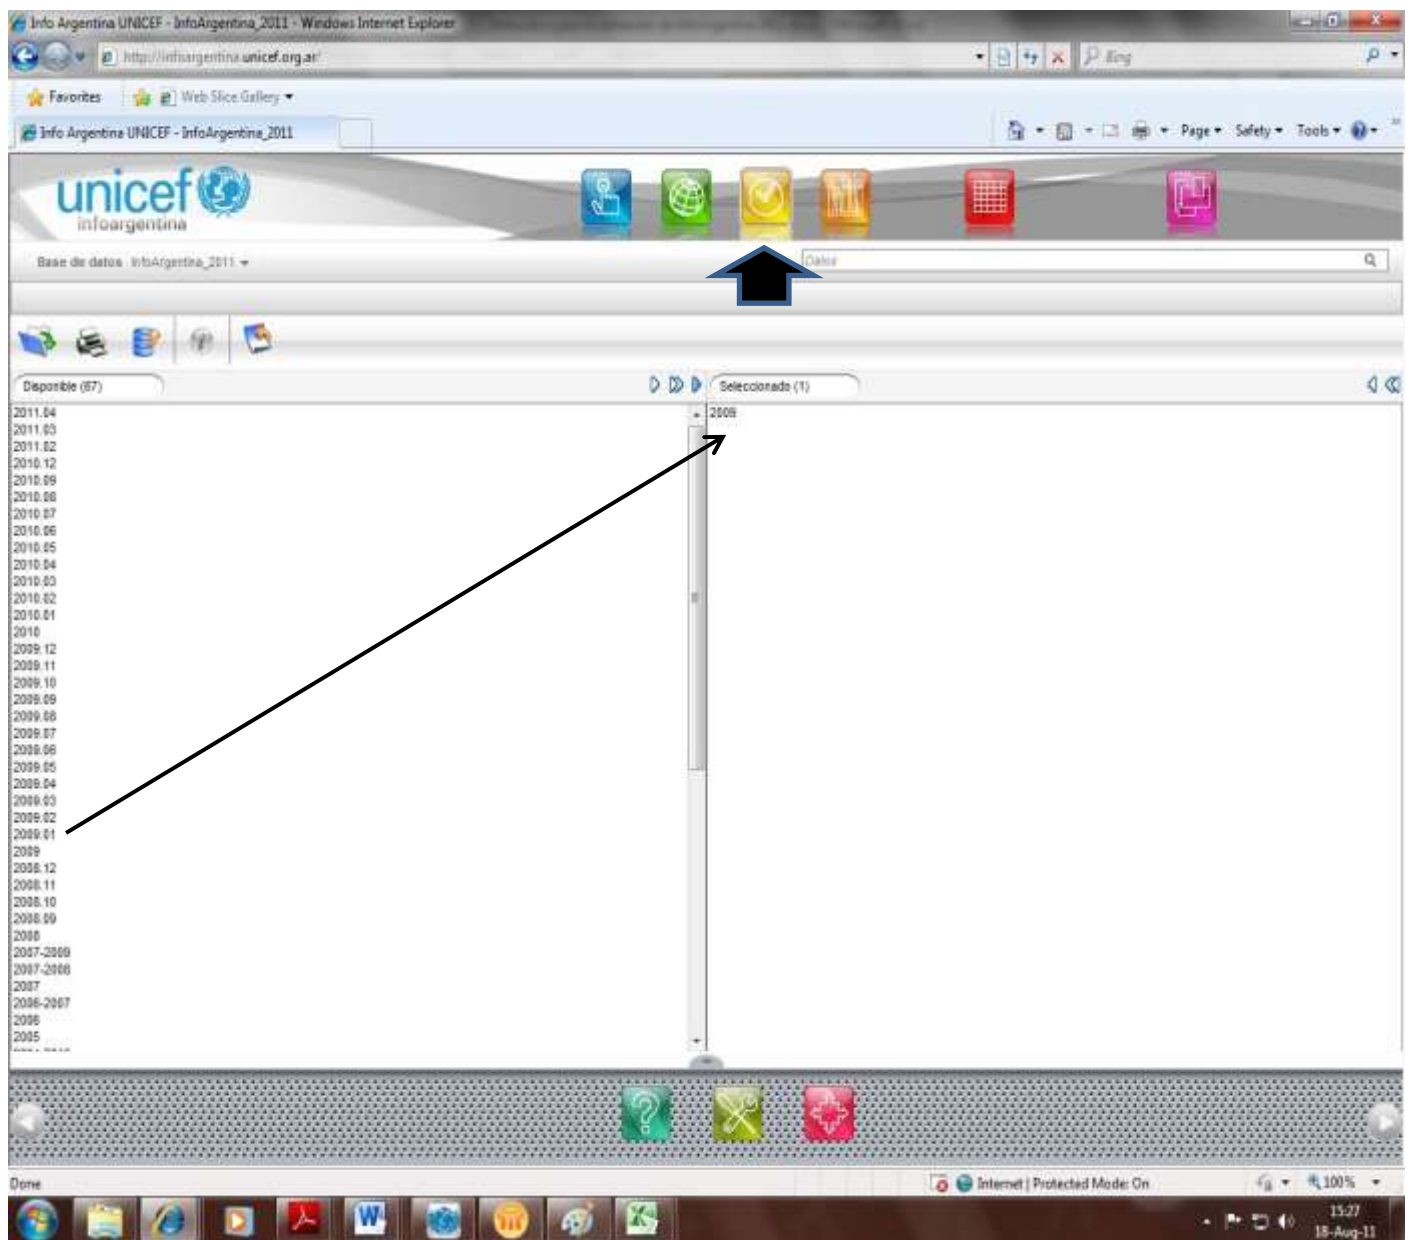 Info Argentina UNICEF - InfoArgentina_2011 - Windows Internet Explorer
http://infoargentina.unicef.org.ar/
Bing
Favorites
Web Slice Gallery
Info Argentina UNICEF - InfoArgentina_2011
Page
Safety
Tools
unicef
infoargentina
Base de datos InfoArgentina_2011
Datos
Disponible (67)
Seleccionado (1)
2011.04
2009
2011.03
2011.02
2010.12
2010.09
2010.08
2010.07
2010.06
2010.05
2010.04
2010.03
2010.02
2010.01
2010
2009.12
2009.11
2009.10
2009.09
2009.08
2009.07
2009.06
2009.05
2009.04
2009.03
2009.02
2009.01
2009
2008.12
2008.11
2008.10
2008.09
2008
2007-2009
2007-2008
2007
2006-2007
2006
2005
Done
Internet | Protected Mode: On
100%
15:27
18-Aug-11